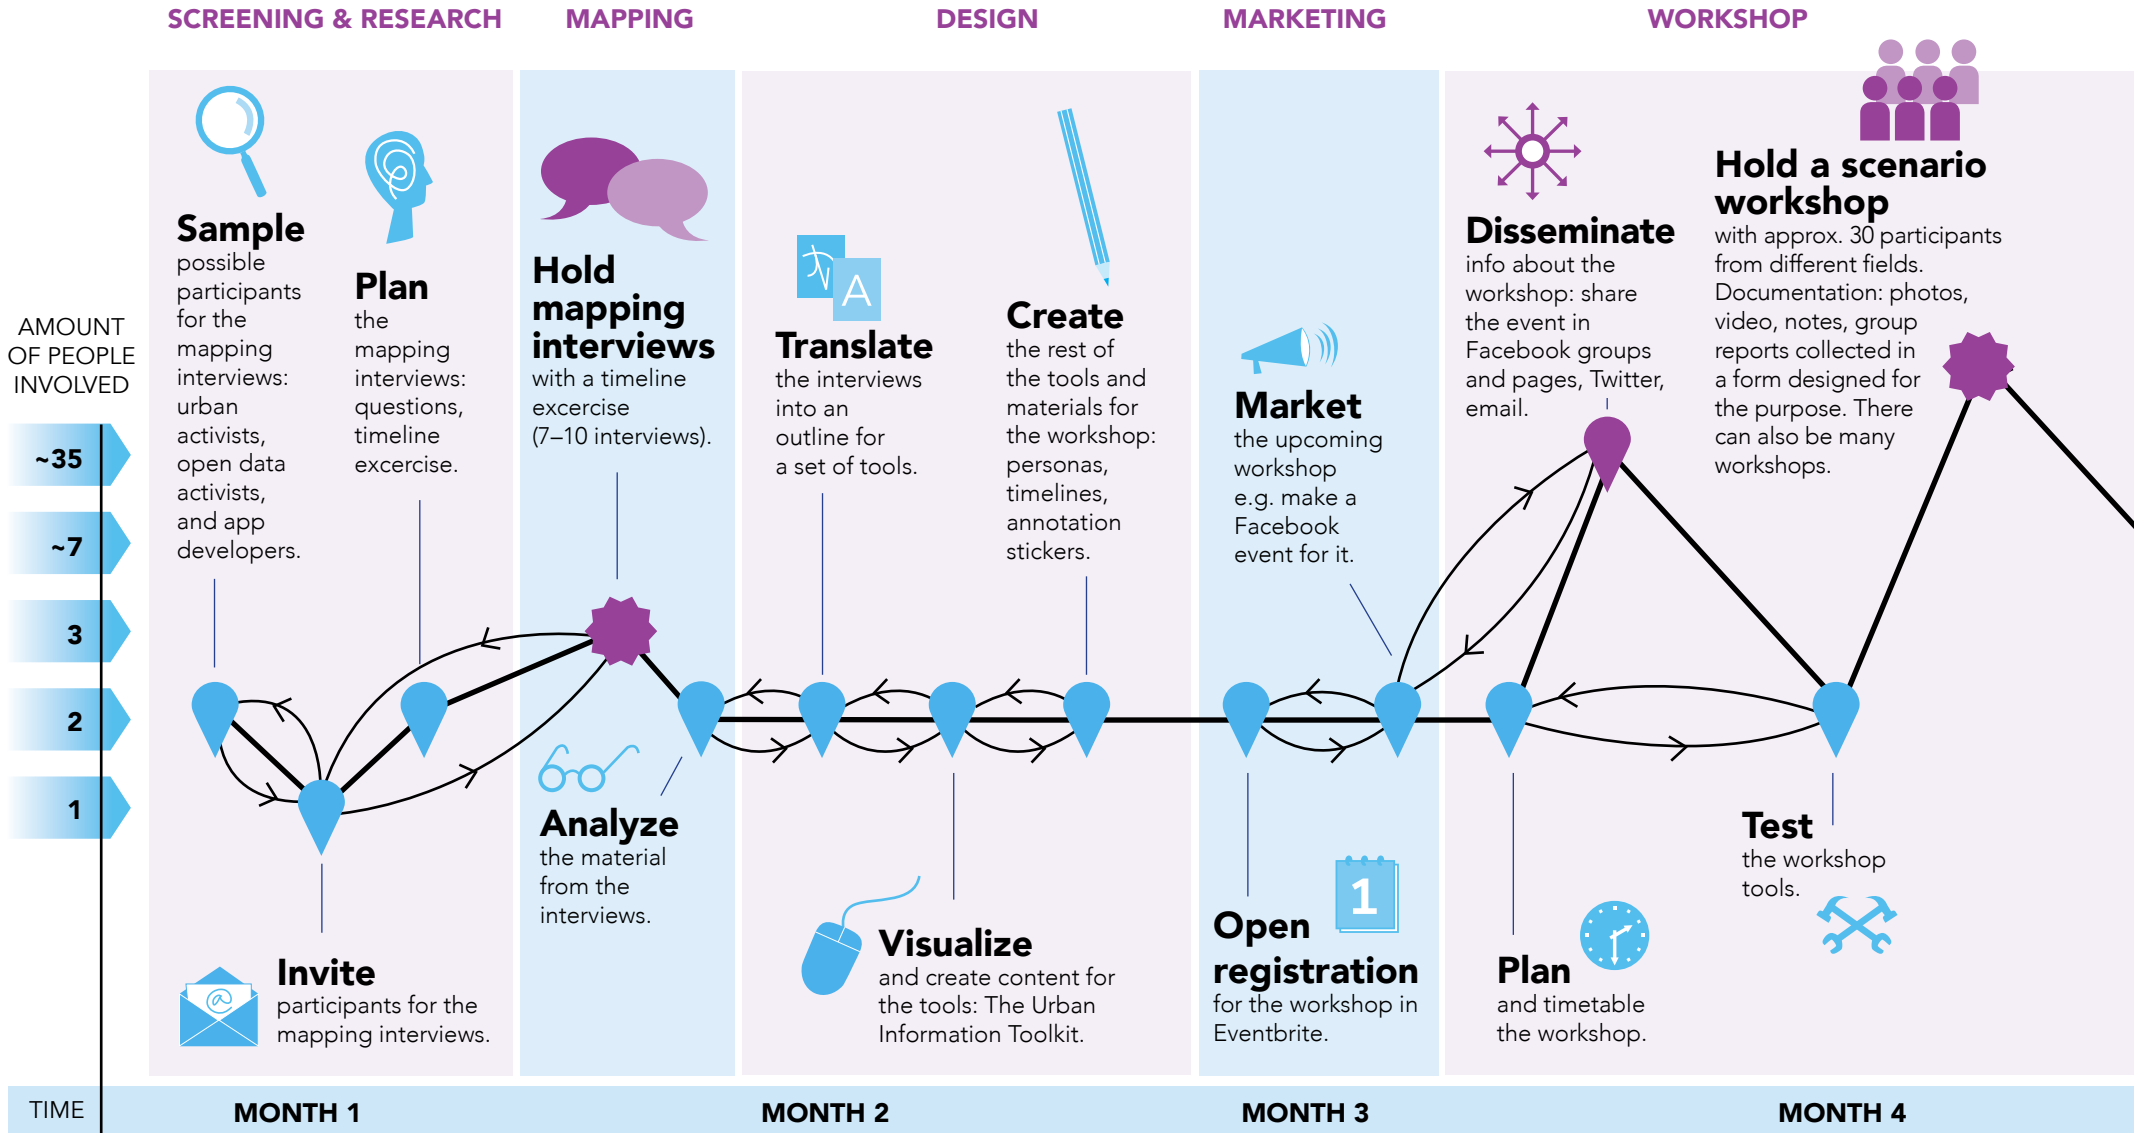 SCREENING & RESEARCH
MAPPING
DESIGN
MARKETING
WORKSHOP
Sample
possible
participants
for the
mapping
interviews:
urban
activists,
open data
activists,
and app
developers.
Plan
the
mapping
interviews:
questions,
timeline
excercise.
Invite
participants for the
mapping interviews.
@
Hold
mapping
interviews
with a timeline
excercise
(7–10 interviews).
Analyze
the material
from the
interviews.
A
Translate
the interviews
into an
outline for
a set of tools.
Visualize
and create content for
the tools: The Urban
Information Toolkit.
Create
the rest of
the tools and
materials for
the workshop:
personas,
timelines,
annotation
stickers.
Market
the upcoming
workshop
e.g. make a
Facebook
event for it.
1
Open
registration
for the workshop in
Eventbrite.
Disseminate
info about the
workshop: share
the event in
Facebook groups
and pages, Twitter,
email.
Plan
and timetable
the workshop.
Hold a scenario
workshop
with approx. 30 participants
from different fields.
Documentation: photos,
video, notes, group
reports collected in
a form designed for
the purpose. There
can also be many
workshops.
Test
the workshop
tools.
AMOUNT
OF PEOPLE
INVOLVED
~35
~7
3
2
1
TIME
MONTH 1
MONTH 2
MONTH 3
MONTH 4